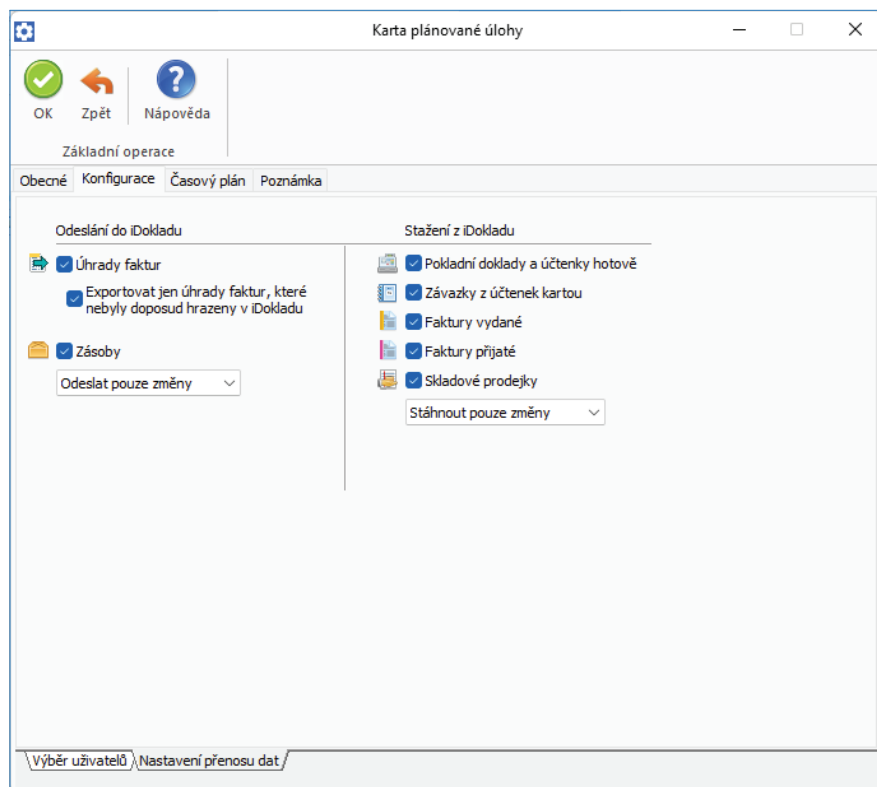 Karta plánované úlohy
OK
Zpět
Nápověda
Základní operace
Obecné
Konfigurace
Časový plán
Poznámka
Odeslání do iDokladu
Úhrady faktur
Exportovat jen úhrady faktur, které
nebyly doposud hrazeny v iDokladu
Zásoby
Odeslat pouze změny
Stažení z iDokladu
Pokladní doklady a účtenky hotově
Závazky z účtenek kartou
Faktury vydané
Faktury přijaté
Skladové prodejky
Stáhnout pouze změny
Výběr uživatelů
Nastavení přenosu dat